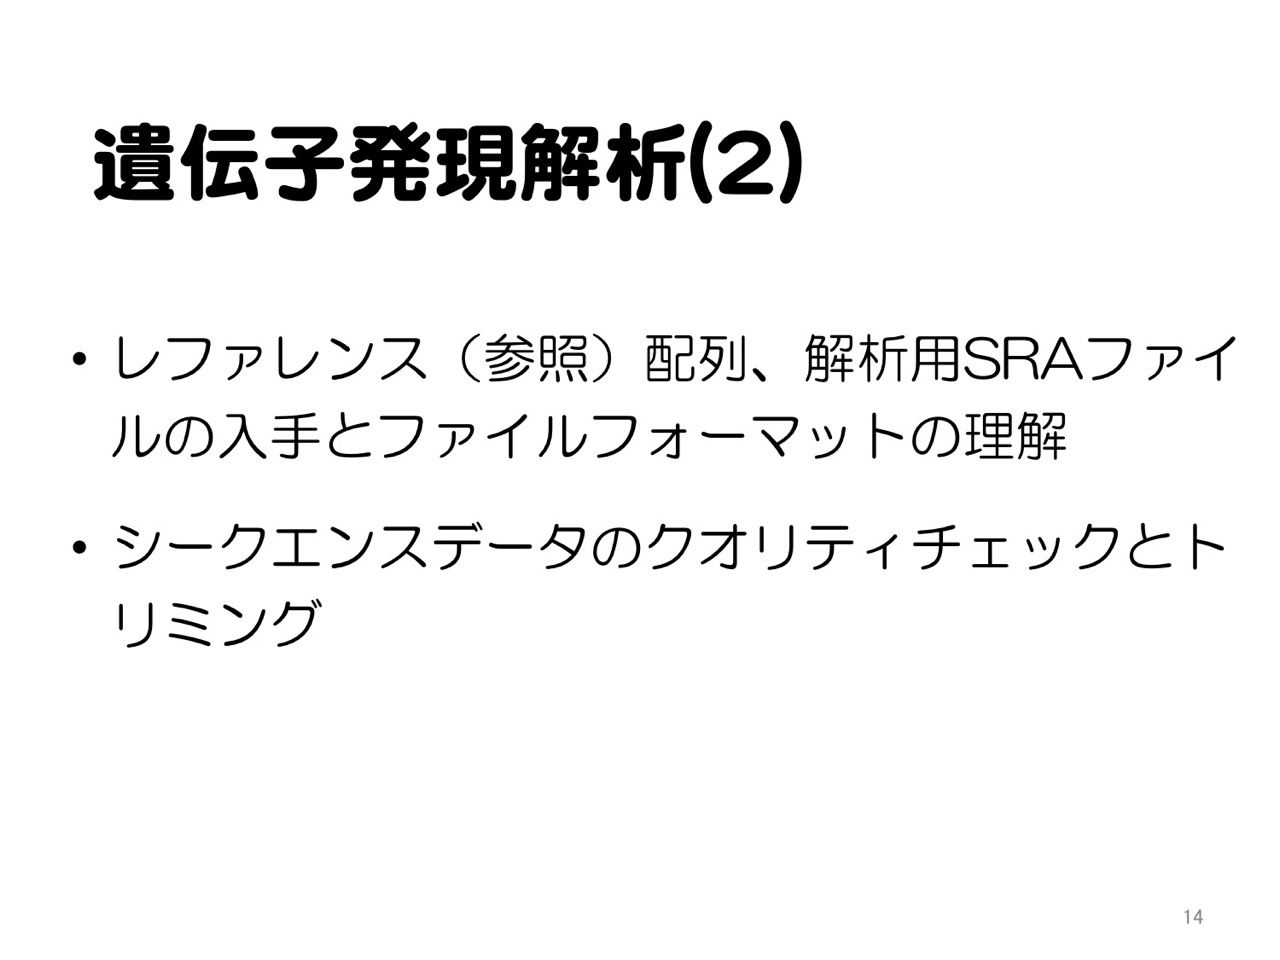 遺伝子発現解析(2)
• レファレンス（参照）配列、解析用SRAファイ
ルの入手とファイルフォーマットの理解
• シークエンスデータのクオリティチェックとト
リミング
14